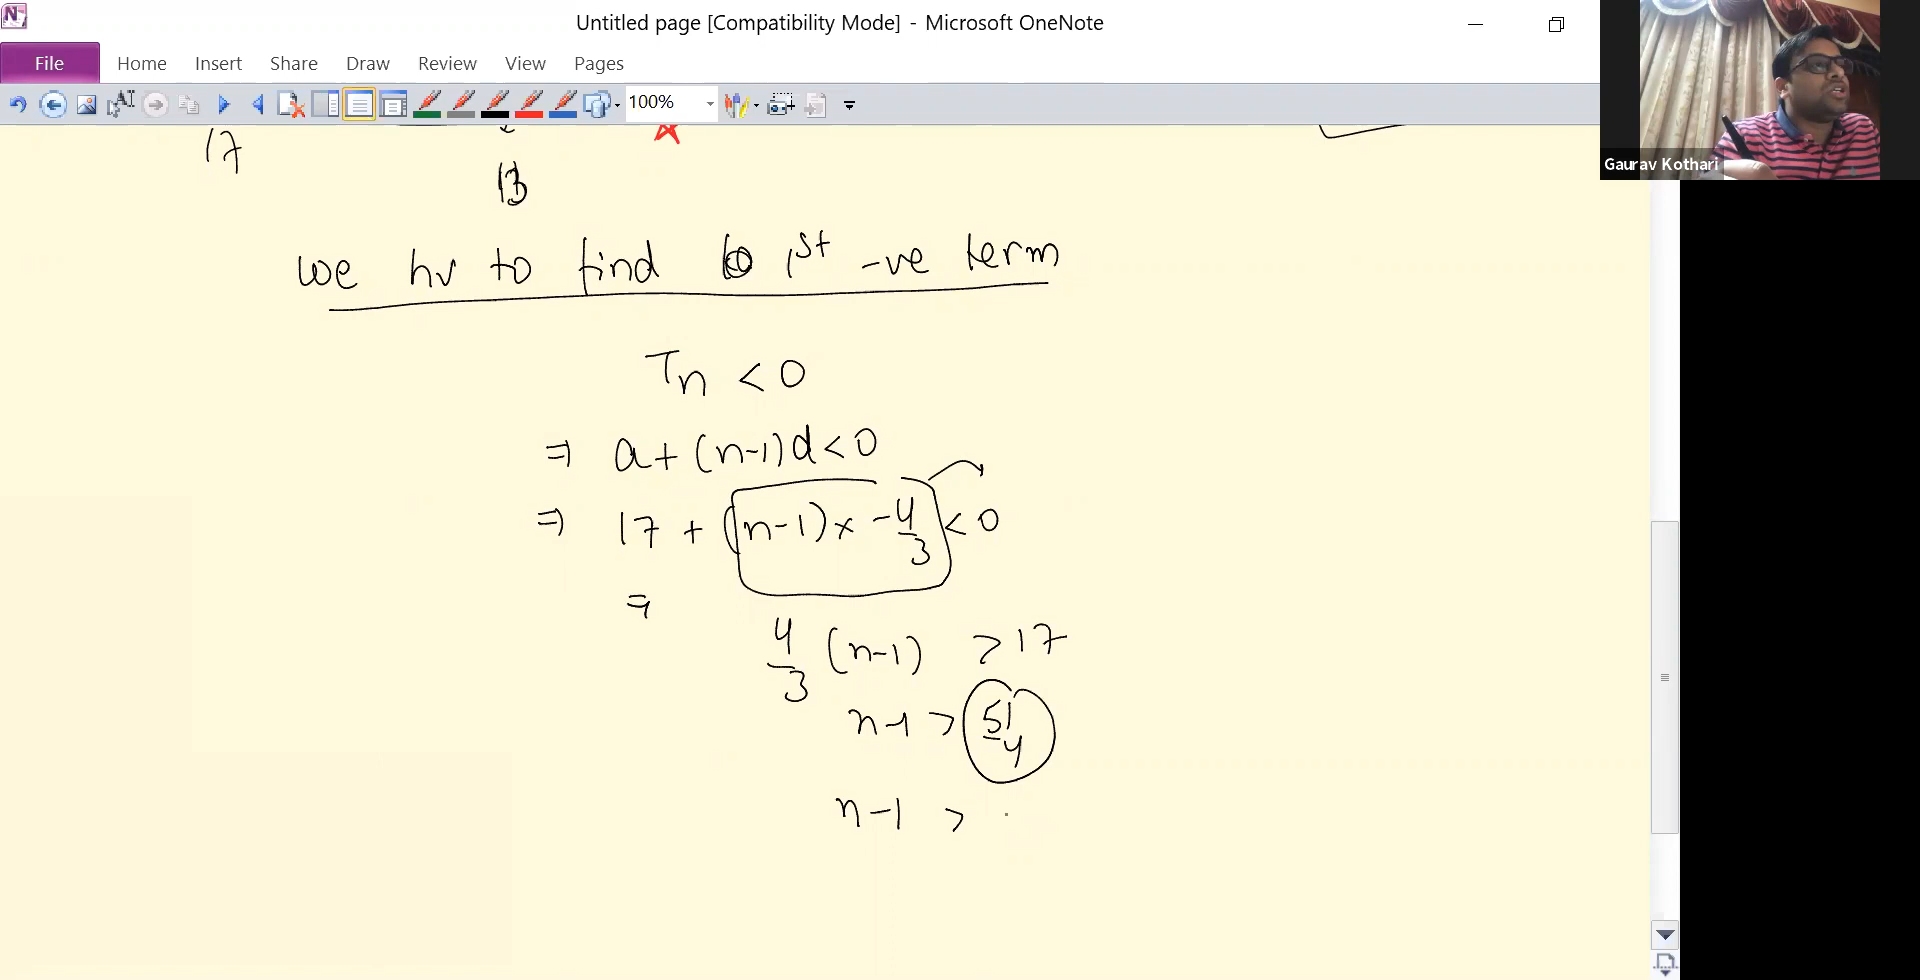 Untitled page [Compatibility Mode] - Microsoft OneNote
File Home Insert Share Draw Review View Pages
100%
Gaurav Kothari
17
13
we hv to find 1st -ve term
Tn < 0
⇒ a + (n-1)d < 0
⇒ 17 + (n-1) x -4/3 < 0
⇒
4/3 (n-1) > 17
n-1 > 51/4
n-1 >